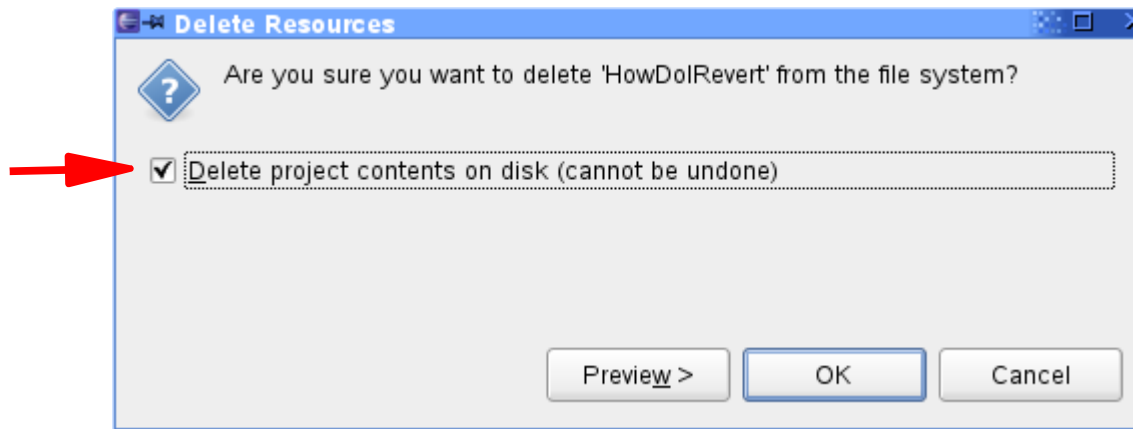 Delete Resources
Are you sure you want to delete 'HowDoIRevert' from the file system?
Delete project contents on disk (cannot be undone)
Preview >
OK
Cancel